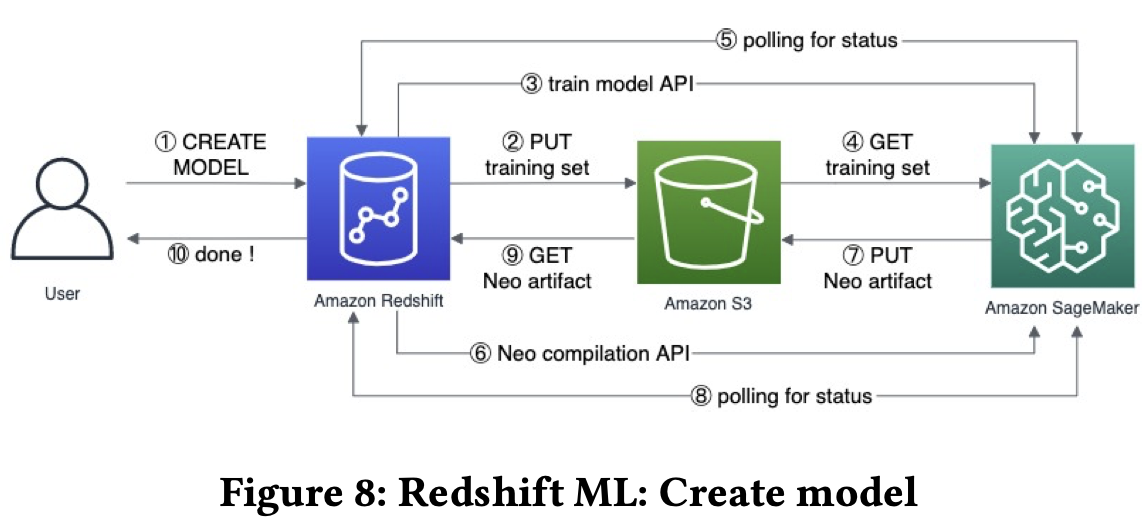 ⑤ polling for status
③ train model API
① CREATE
MODEL
② PUT
training set
④ GET
training set
⑩ done !
⑨ GET
Neo artifact
⑦ PUT
Neo artifact
User
Amazon Redshift
Amazon S3
Amazon SageMaker
⑥ Neo compilation API
⑧ polling for status
Figure 8: Redshift ML: Create model